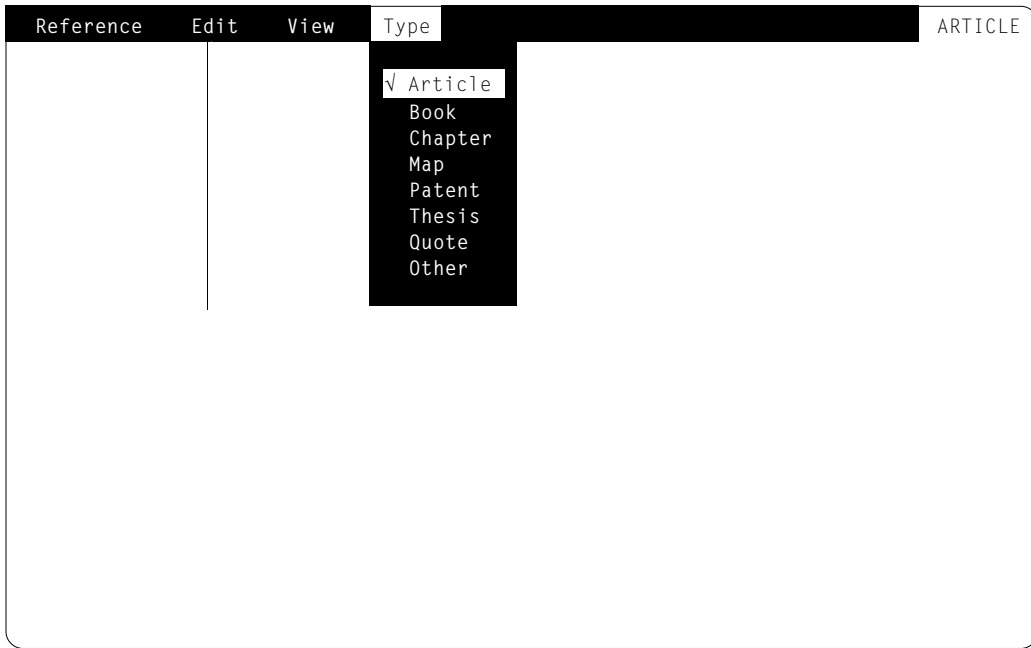 Reference Edit View Type ARTICLE
√ Article
Book
Chapter
Map
Patent
Thesis
Quote
Other